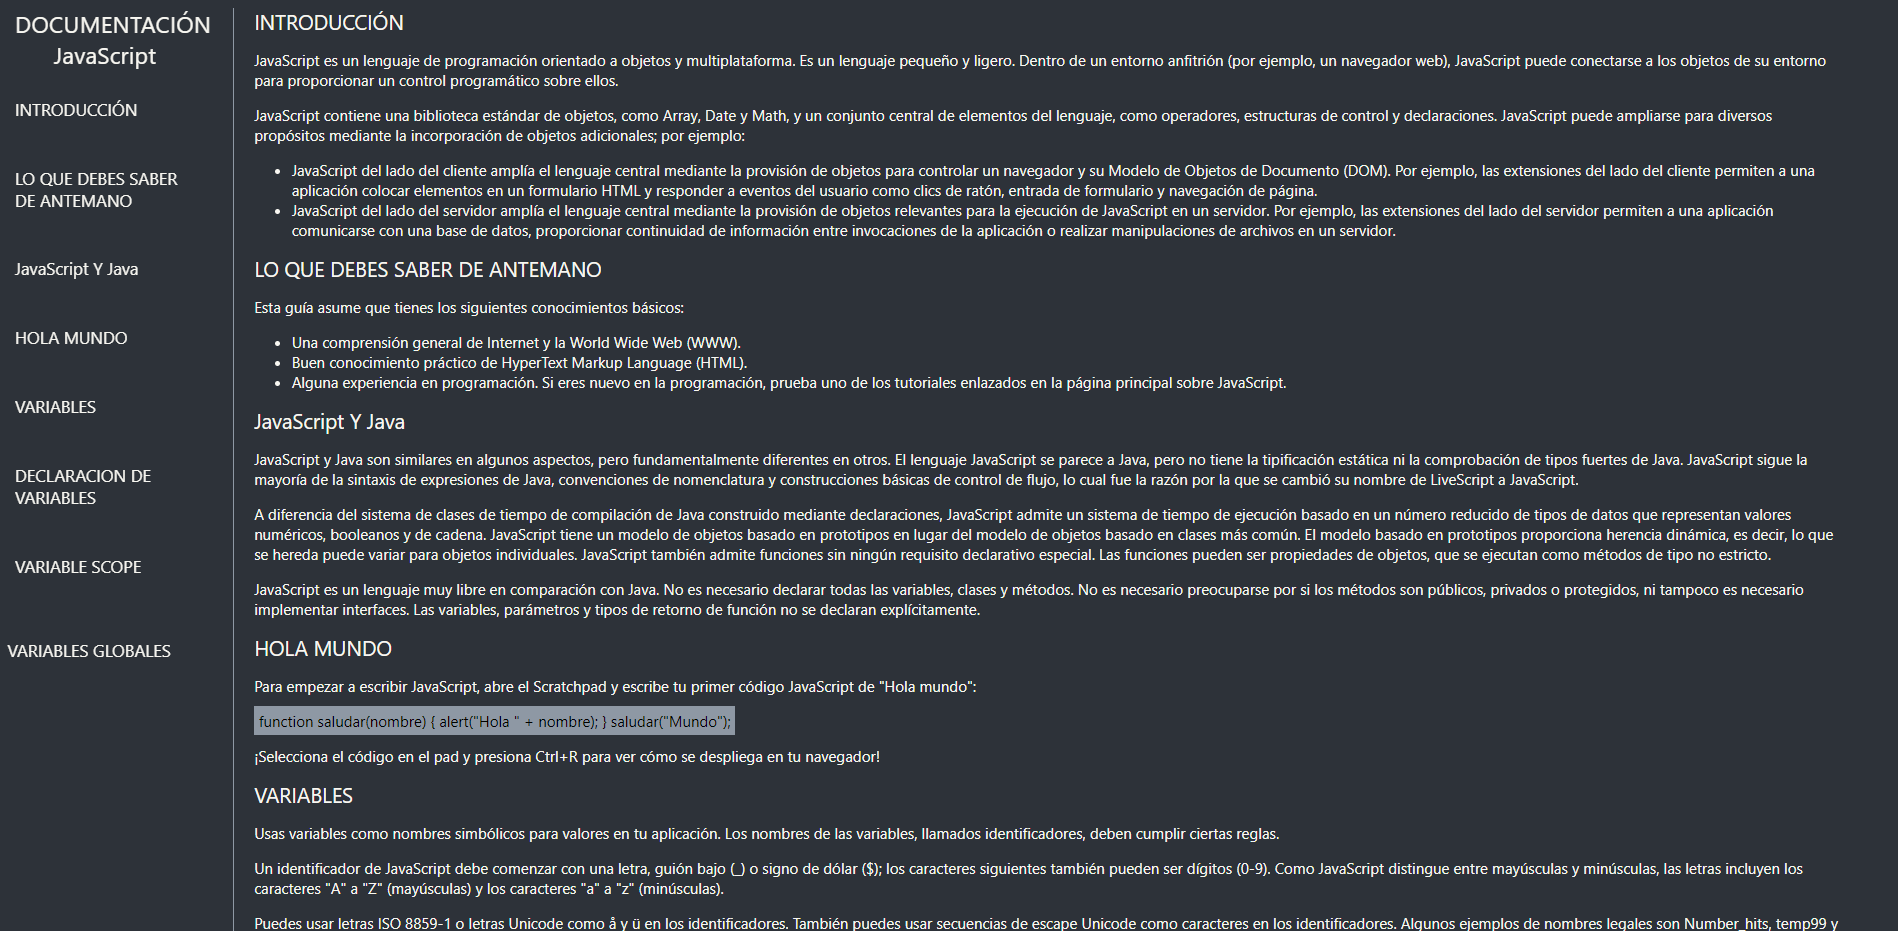 DOCUMENTACIÓN
JavaScript
INTRODUCCIÓN
LO QUE DEBES SABER
DE ANTEMANO
JavaScript Y Java
HOLA MUNDO
VARIABLES
DECLARACION DE
VARIABLES
VARIABLE SCOPE
VARIABLES GLOBALES
INTRODUCCIÓN
JavaScript es un lenguaje de programación orientado a objetos y multiplataforma. Es un lenguaje pequeño y ligero. Dentro de un entorno anfitrión (por ejemplo, un navegador web), JavaScript puede conectarse a los objetos de su entorno
para proporcionar un control programático sobre ellos.
JavaScript contiene una biblioteca estándar de objetos, como Array, Date y Math, y un conjunto central de elementos del lenguaje, como operadores, estructuras de control y declaraciones. JavaScript puede ampliarse para diversos
propósitos mediante la incorporación de objetos adicionales; por ejemplo:
• JavaScript del lado del cliente amplía el lenguaje central mediante la provisión de objetos para controlar un navegador y su Modelo de Objetos de Documento (DOM). Por ejemplo, las extensiones del lado del cliente permiten a una
aplicación colocar elementos en un formulario HTML y responder a eventos del usuario como clics de ratón, entrada de formulario y navegación de página.
• JavaScript del lado del servidor amplía el lenguaje central mediante la provisión de objetos relevantes para la ejecución de JavaScript en un servidor. Por ejemplo, las extensiones del lado del servidor permiten a una aplicación
comunicarse con una base de datos, proporcionar continuidad de información entre invocaciones de la aplicación o realizar manipulaciones de archivos en un servidor.
LO QUE DEBES SABER DE ANTEMANO
Esta guía asume que tienes los siguientes conocimientos básicos:
• Una comprensión general de Internet y la World Wide Web (WWW).
• Buen conocimiento práctico de HyperText Markup Language (HTML).
• Alguna experiencia en programación. Si eres nuevo en la programación, prueba uno de los tutoriales enlazados en la página principal sobre JavaScript.
JavaScript Y Java
JavaScript y Java son similares en algunos aspectos, pero fundamentalmente diferentes en otros. El lenguaje JavaScript se parece a Java, pero no tiene la tipificación estática ni la comprobación de tipos fuertes de Java. JavaScript sigue la
mayoría de la sintaxis de expresiones de Java, convenciones de nomenclatura y construcciones básicas de control de flujo, lo cual fue la razón por la que se cambió su nombre de LiveScript a JavaScript.
A diferencia del sistema de clases de tiempo de compilación de Java construido mediante declaraciones, JavaScript admite un sistema de tiempo de ejecución basado en un número reducido de tipos de datos que representan valores
numéricos, booleanos y de cadena. JavaScript tiene un modelo de objetos basado en prototipos en lugar del modelo de objetos basado en clases más común. El modelo basado en prototipos proporciona herencia dinámica, es decir, lo que
se hereda puede variar para objetos individuales. JavaScript también admite funciones sin ningún requisito declarativo especial. Las funciones pueden ser propiedades de objetos, que se ejecutan como métodos de tipo no estricto.
JavaScript es un lenguaje muy libre en comparación con Java. No es necesario declarar todas las variables, clases y métodos. No es necesario preocuparse por si los métodos son públicos, privados o protegidos, ni tampoco es necesario
implementar interfaces. Las variables, parámetros y tipos de retorno de función no se declaran explícitamente.
HOLA MUNDO
Para empezar a escribir JavaScript, abre el Scratchpad y escribe tu primer código JavaScript de "Hola mundo":
function saludar(nombre) { alert("Hola " + nombre); } saludar("Mundo");
¡Selecciona el código en el pad y presiona Ctrl+R para ver cómo se despliega en tu navegador!
VARIABLES
Usas variables como nombres simbólicos para valores en tu aplicación. Los nombres de las variables, llamados identificadores, deben cumplir ciertas reglas.
Un identificador de JavaScript debe comenzar con una letra, guión bajo (_) o signo de dólar ($); los caracteres siguientes también pueden ser dígitos (0-9). Como JavaScript distingue entre mayúsculas y minúsculas, las letras incluyen los
caracteres "A" a "Z" (mayúsculas) y los caracteres "a" a "z" (minúsculas).
Puedes usar letras ISO 8859-1 o letras Unicode como å y ü en los identificadores. También puedes usar secuencias de escape Unicode como caracteres en los identificadores. Algunos ejemplos de nombres legales son Number_hits, temp99 y